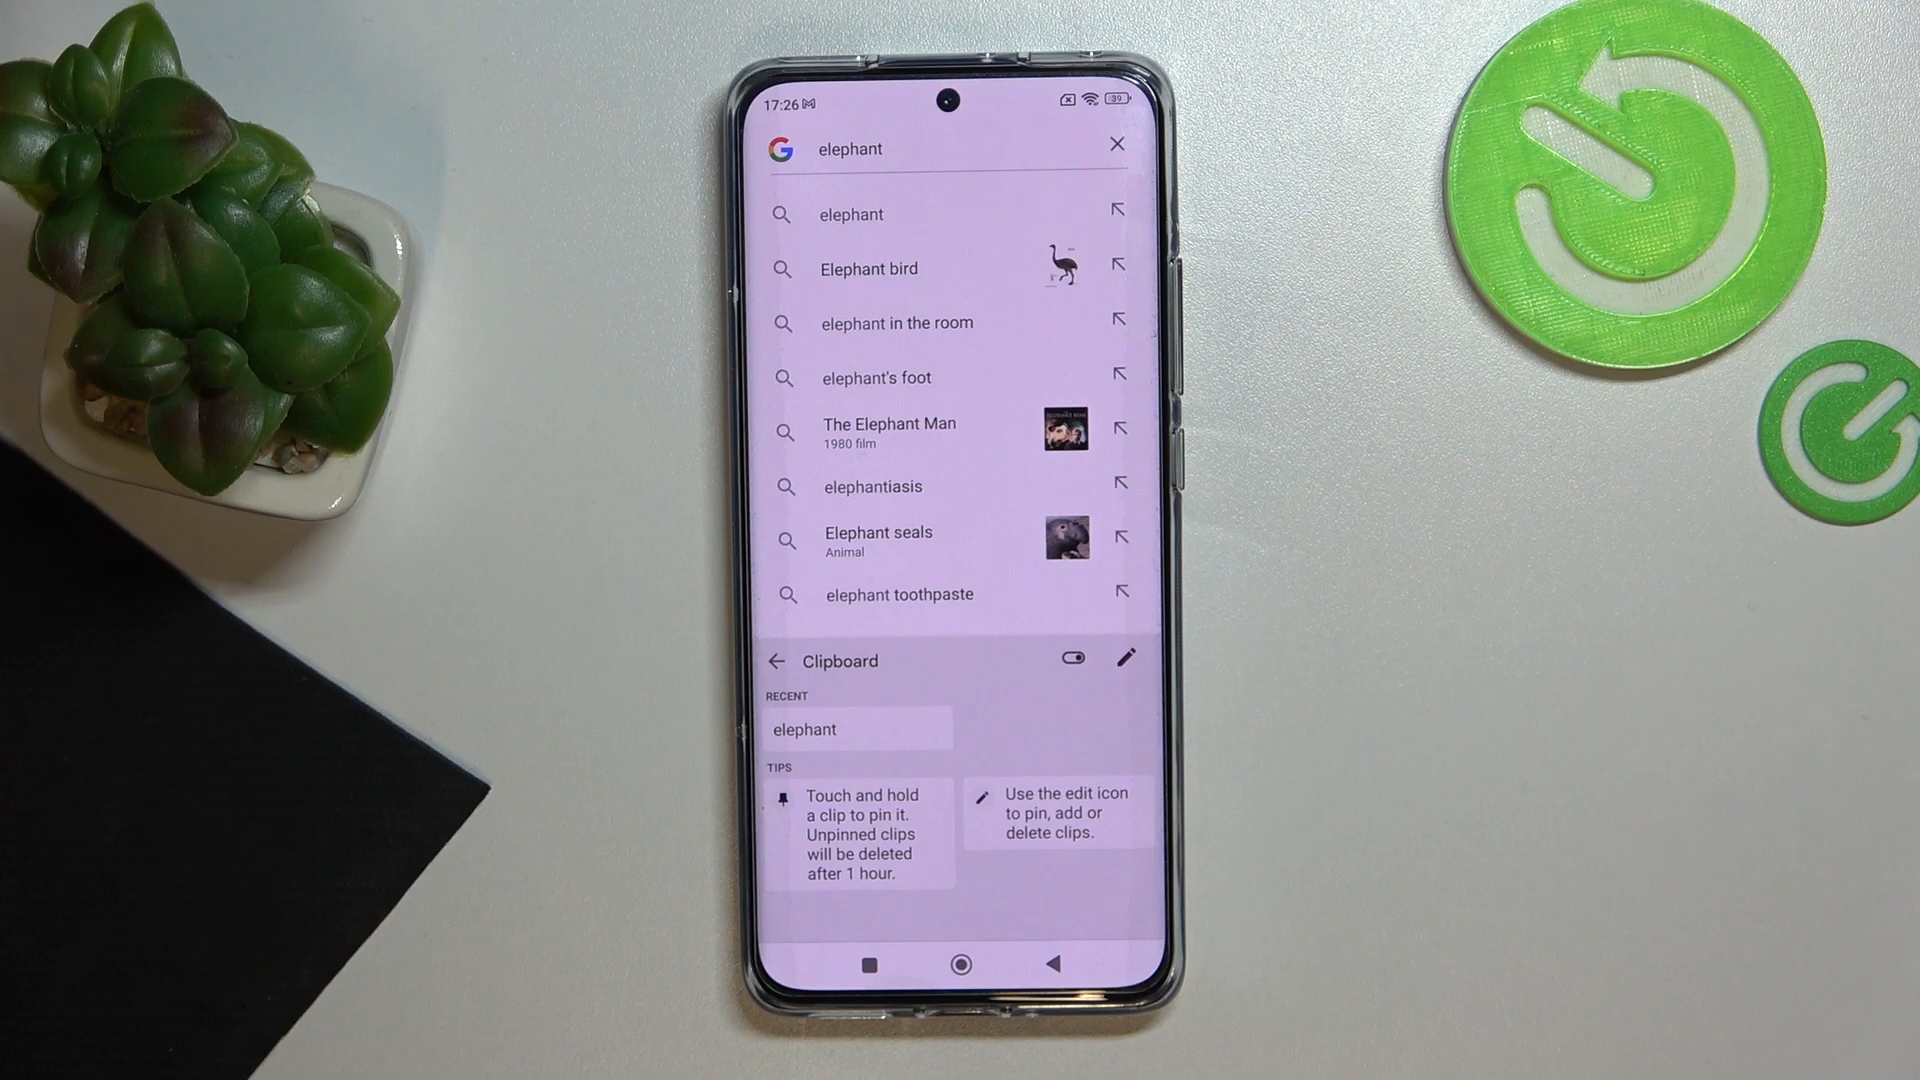 17:26
39
elephant
elephant
Elephant bird
elephant in the room
elephant's foot
The Elephant Man
1980 film
elephantiasis
Elephant seals
Animal
elephant toothpaste
Clipboard
RECENT
elephant
TIPS
Touch and hold
a clip to pin it.
Unpinned clips
will be deleted
after 1 hour.
Use the edit icon
to pin, add or
delete clips.